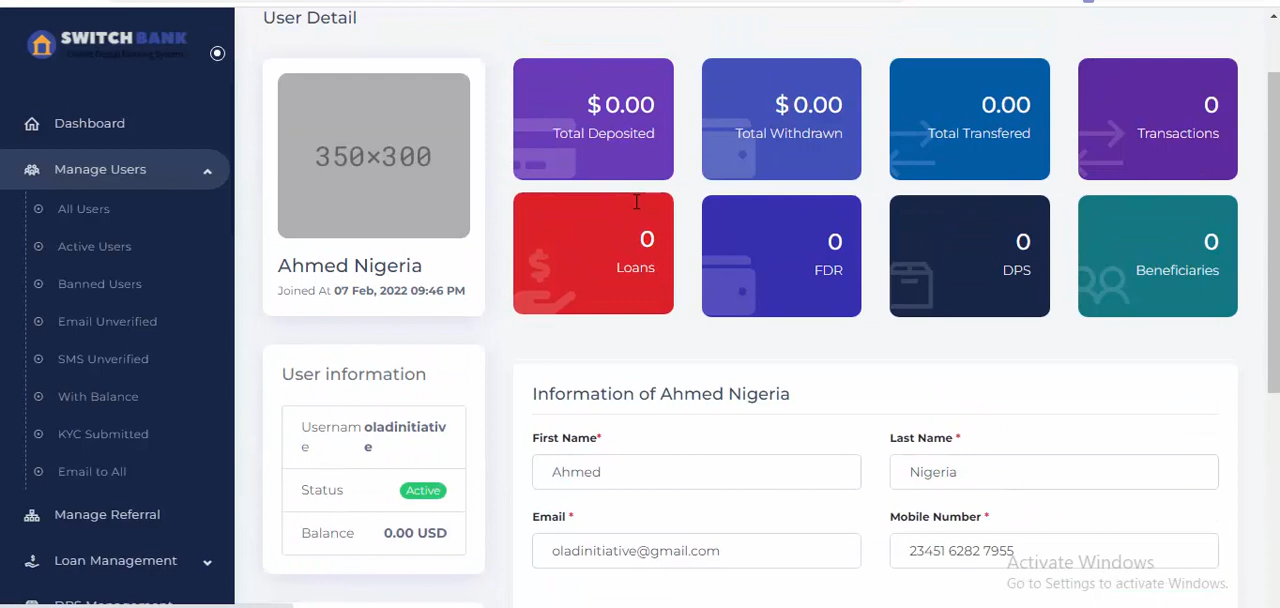 User Detail
SWITCH BANK
Dashboard
Manage Users
All Users
Active Users
Banned Users
Email Unverified
SMS Unverified
With Balance
KYC Submitted
Email to All
Manage Referral
Loan Management
DPS Management
350×300
Ahmed Nigeria
Joined At 07 Feb, 2022 09:46 PM
$ 0.00
Total Deposited
$ 0.00
Total Withdrawn
0.00
Total Transfered
0
Transactions
0
Loans
0
FDR
0
DPS
0
Beneficiaries
User information
Usernam oladinitiativ
e e
Status Active
Balance 0.00 USD
Information of Ahmed Nigeria
First Name* Last Name *
Ahmed Nigeria
Email * Mobile Number *
oladinitiative@gmail.com 23451 6282 7955
Activate Windows
Go to Settings to activate Windows.